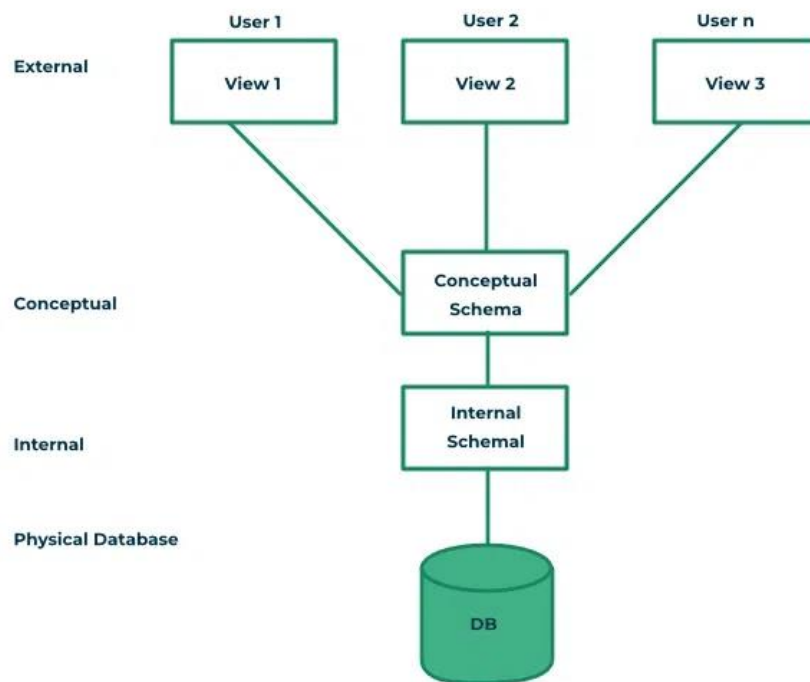 User 1
User 2
User n
External
View 1
View 2
View 3
Conceptual
Schema
Conceptual
Internal
Schemal
Internal
Physical Database
DB